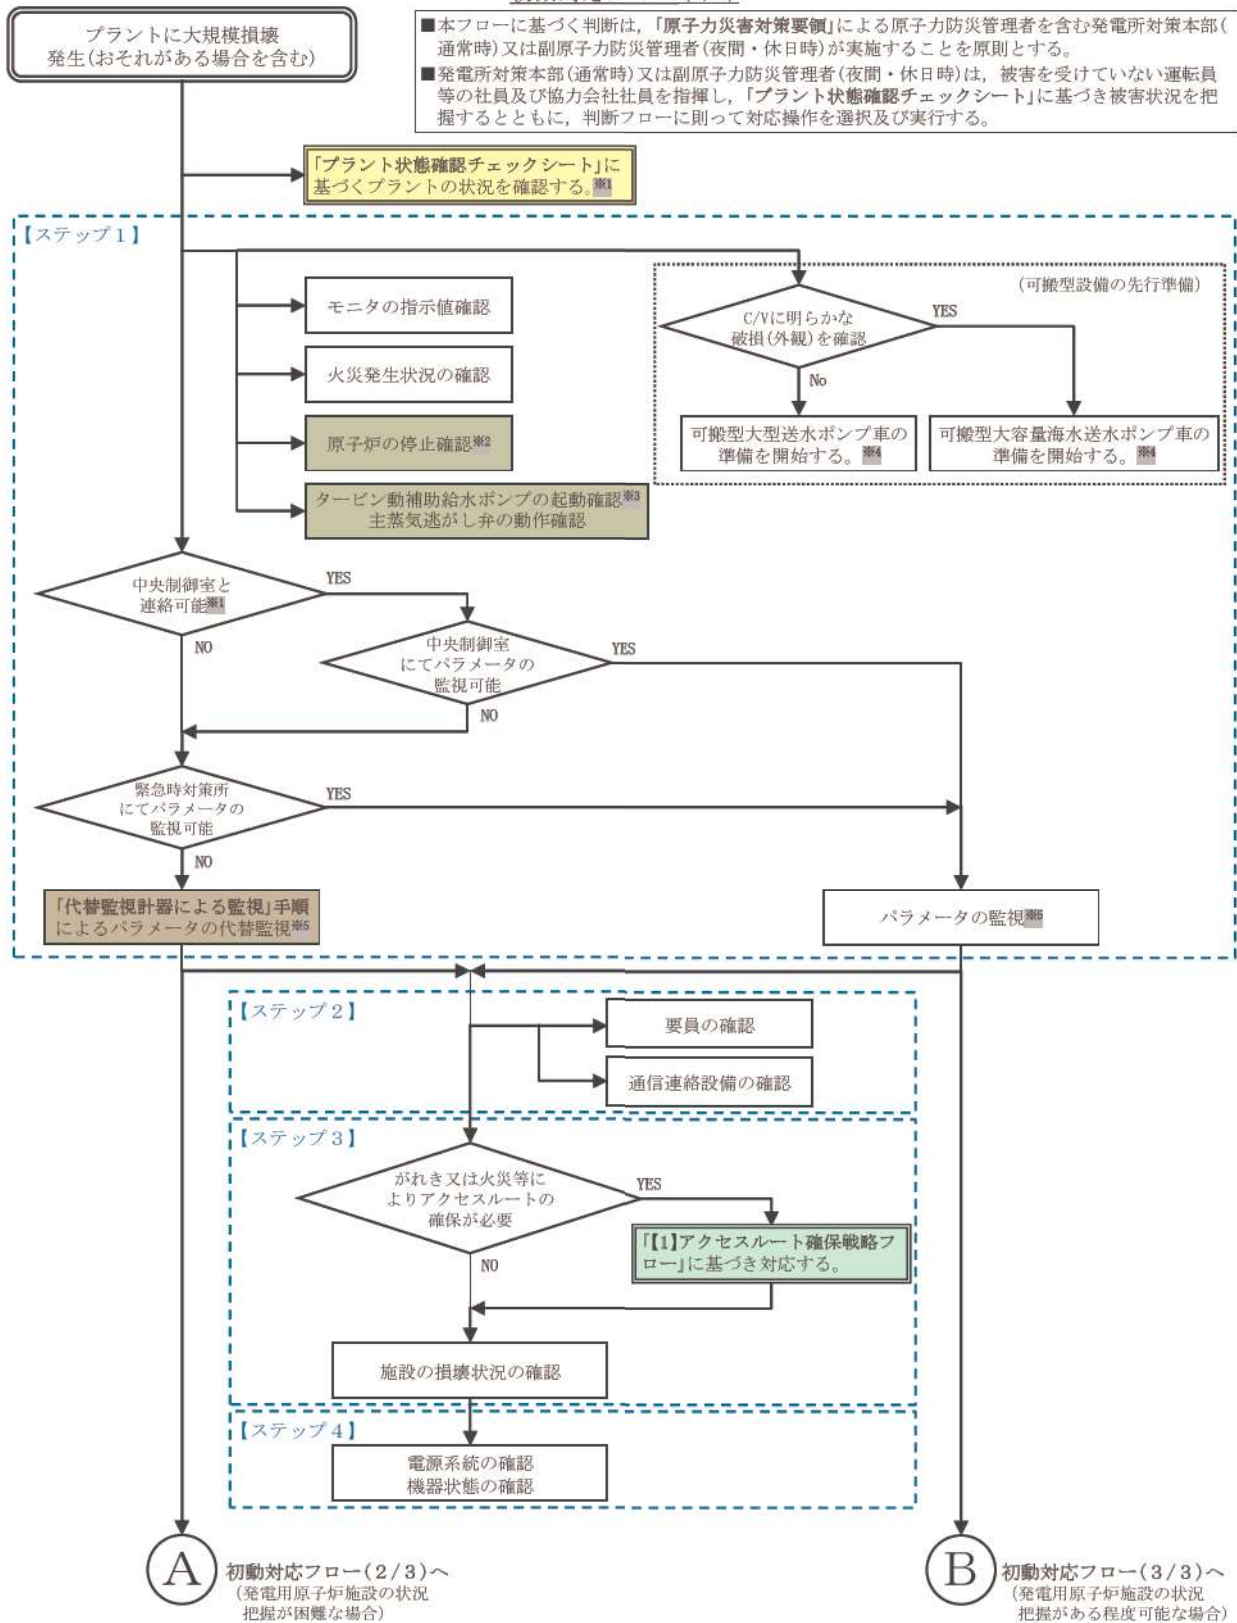 プラントに大規模損壊
発生(おそれがある場合を含む)
■本フローに基づく判断は，「原子力災害対策要領」による原子力防災管理者を含む発電所対策本部(
通常時)又は副原子力防災管理者(夜間・休日時)が実施することを原則とする。
■発電所対策本部(通常時)又は副原子力防災管理者(夜間・休日時)は，被害を受けていない運転員
等の社員及び協力会社社員を指揮し，「プラント状態確認チェックシート」に基づき被害状況を把
握するとともに，判断フローに則って対応操作を選択及び実行する。
「プラント状態確認チェックシート」に
基づくプラントの状況を確認する。※1
【ステップ１】
(可搬型設備の先行準備)
モニタの指示値確認
C/Vに明らかな
破損(外観)を確認
YES
No
火災発生状況の確認
原子炉の停止確認※2
可搬型大型送水ポンプ車の
準備を開始する。※4
可搬型大容量海水送水ポンプ車の
準備を開始する。※4
タービン動補助給水ポンプの起動確認※3
主蒸気逃がし弁の動作確認
中央制御室と
連絡可能※1
YES
NO
中央制御室
にてパラメータの
監視可能
YES
NO
緊急時対策所
にてパラメータの
監視可能
YES
NO
「代替監視計器による監視」手順
によるパラメータの代替監視※5
パラメータの監視※5
【ステップ２】
要員の確認
通信連絡設備の確認
【ステップ３】
がれき又は火災等に
よりアクセスルートの
確保が必要
YES
NO
「【1】アクセスルート確保戦略フ
ロー」に基づき対応する。
施設の損壊状況の確認
【ステップ４】
電源系統の確認
機器状態の確認
A
初動対応フロー(2/3)へ
(発電用原子炉施設の状況
把握が困難な場合)
B
初動対応フロー(3/3)へ
(発電用原子炉施設の状況
把握がある程度可能な場合)